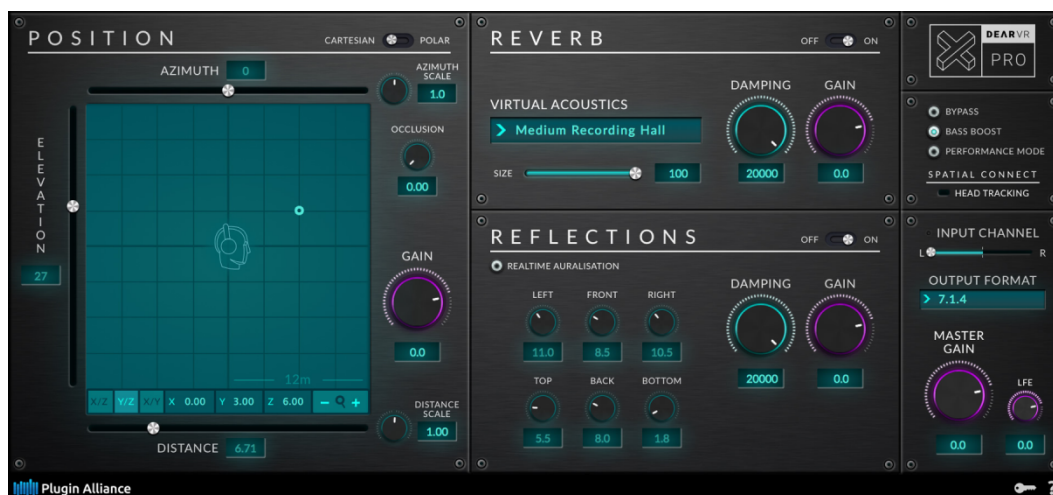 POSITION
CARTESIAN POLAR
AZIMUTH 0
AZIMUTH SCALE
1.0
OCCLUSION
0.00
ELEVATION
27
GAIN
0.0
12m
X/Z Y/Z X/Y X 0.00 Y 3.00 Z 6.00 - +
DISTANCE SCALE
1.00
DISTANCE 6.71
REVERB
OFF ON
VIRTUAL ACOUSTICS
> Medium Recording Hall
SIZE 100
DAMPING
20000
GAIN
0.0
REFLECTIONS
OFF ON
REALTIME AURALISATION
LEFT FRONT RIGHT
11.0 8.5 10.5
TOP BACK BOTTOM
5.5 8.0 1.8
DAMPING
20000
GAIN
0.0
DEARVR
PRO
BYPASS
BASS BOOST
PERFORMANCE MODE
SPATIAL CONNECT
HEAD TRACKING
INPUT CHANNEL
L R
OUTPUT FORMAT
> 7.1.4
MASTER
GAIN
0.0
LFE
0.0
Plugin Alliance